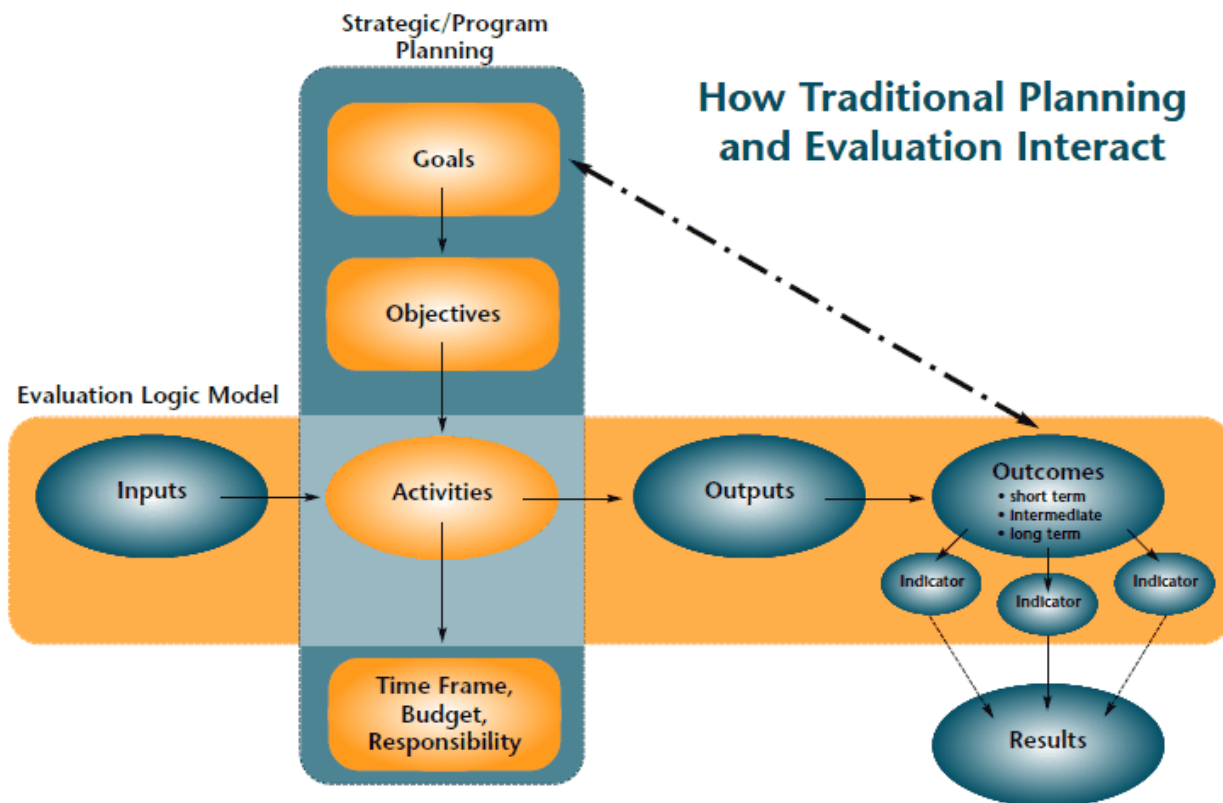 Strategic/Program
Planning
How Traditional Planning
and Evaluation Interact
Goals
Objectives
Evaluation Logic Model
Inputs
Activities
Outputs
Outcomes
• short term
• intermediate
• long term
Indicator
Indicator
Indicator
Time Frame,
Budget,
Responsibility
Results